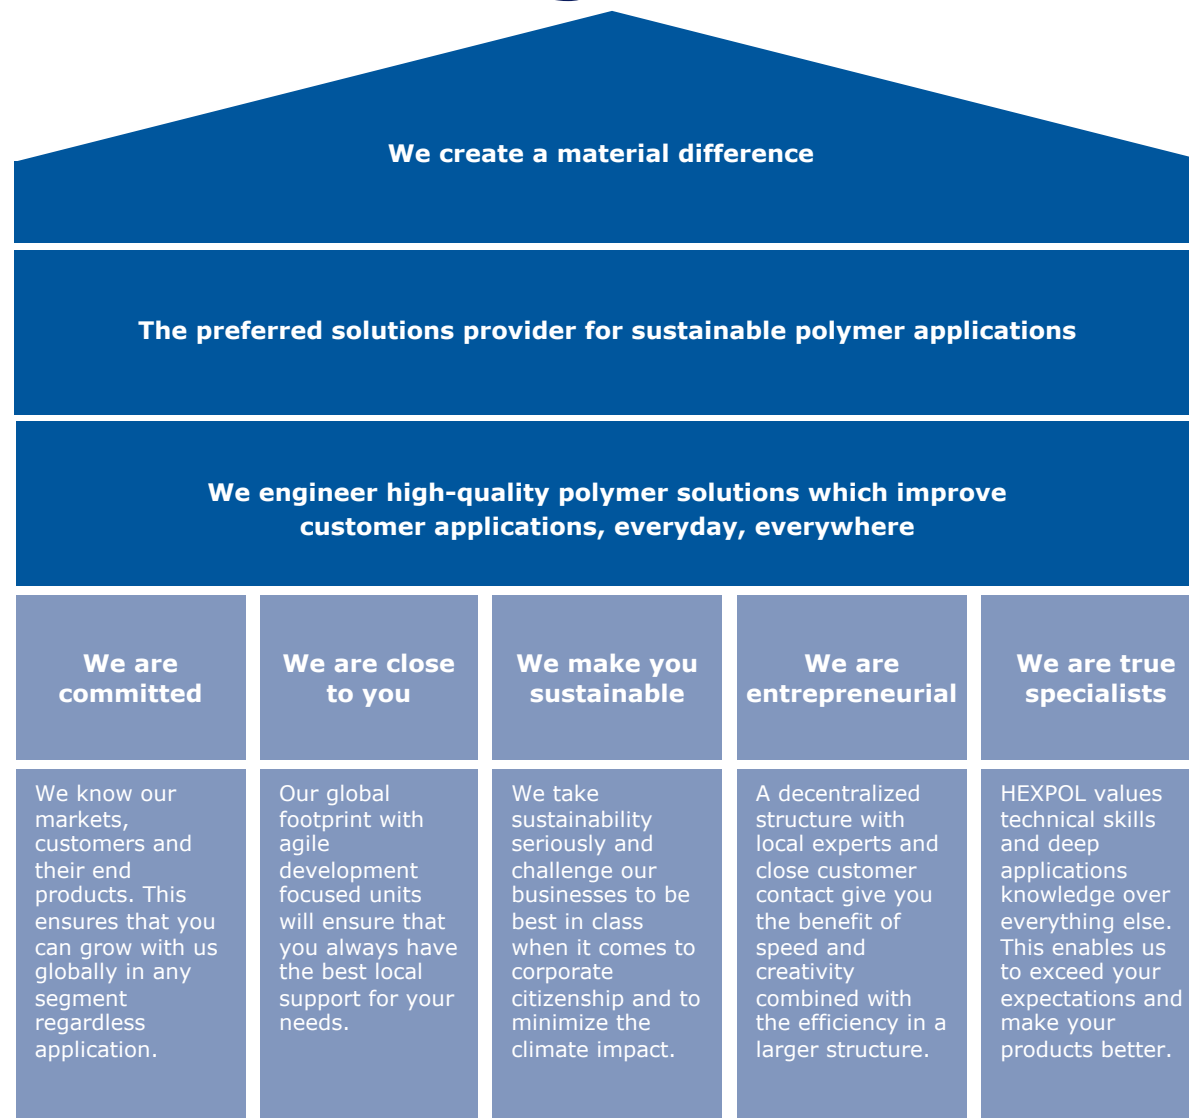 We create a material difference
The preferred solutions provider for sustainable polymer applications
We engineer high-quality polymer solutions which improve
customer applications, everyday, everywhere
We are
committed
We are close
to you
We make you
sustainable
We are
entrepreneurial
We are true
specialists
We know our
markets,
customers and
their end
products. This
ensures that you
can grow with us
globally in any
segment
regardless
application.
Our global
footprint with
agile
development
focused units
will ensure that
you always have
the best local
support for your
needs.
We take
sustainability
seriously and
challenge our
businesses to be
best in class
when it comes to
corporate
citizenship and to
minimize the
climate impact.
A decentralized
structure with
local experts and
close customer
contact give you
the benefit of
speed and
creativity
combined with
the efficiency in a
larger structure.
HEXPOL values
technical skills
and deep
applications
knowledge over
everything else.
This enables us
to exceed your
expectations and
make your
products better.